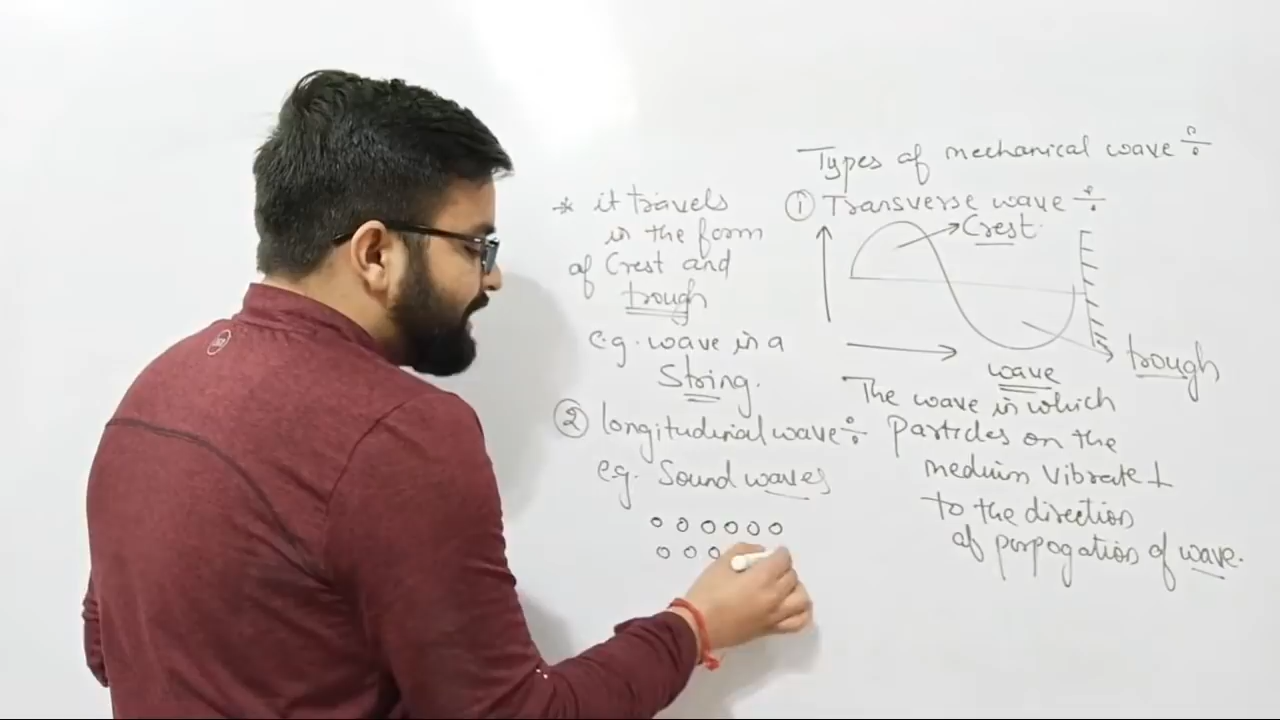 Types of mechanical wave ÷
① Transverse wave ÷
Crest
trough
wave
The wave in which
particles on the
medium vibrate ⊥
to the direction
of porpogation of wave.
* it travels
in the form
of Crest and
trough
e.g. wave in a
String.
② longitudinal wave ÷
e.g. Sound waves